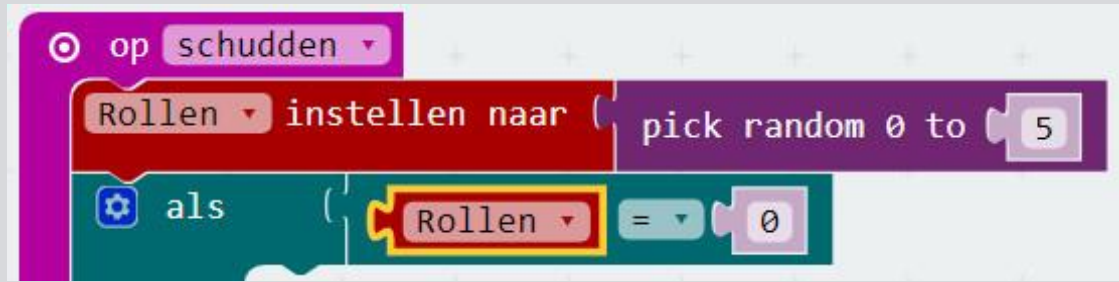 op schudden
Rollen instellen naar pick random 0 to 5
als Rollen = 0